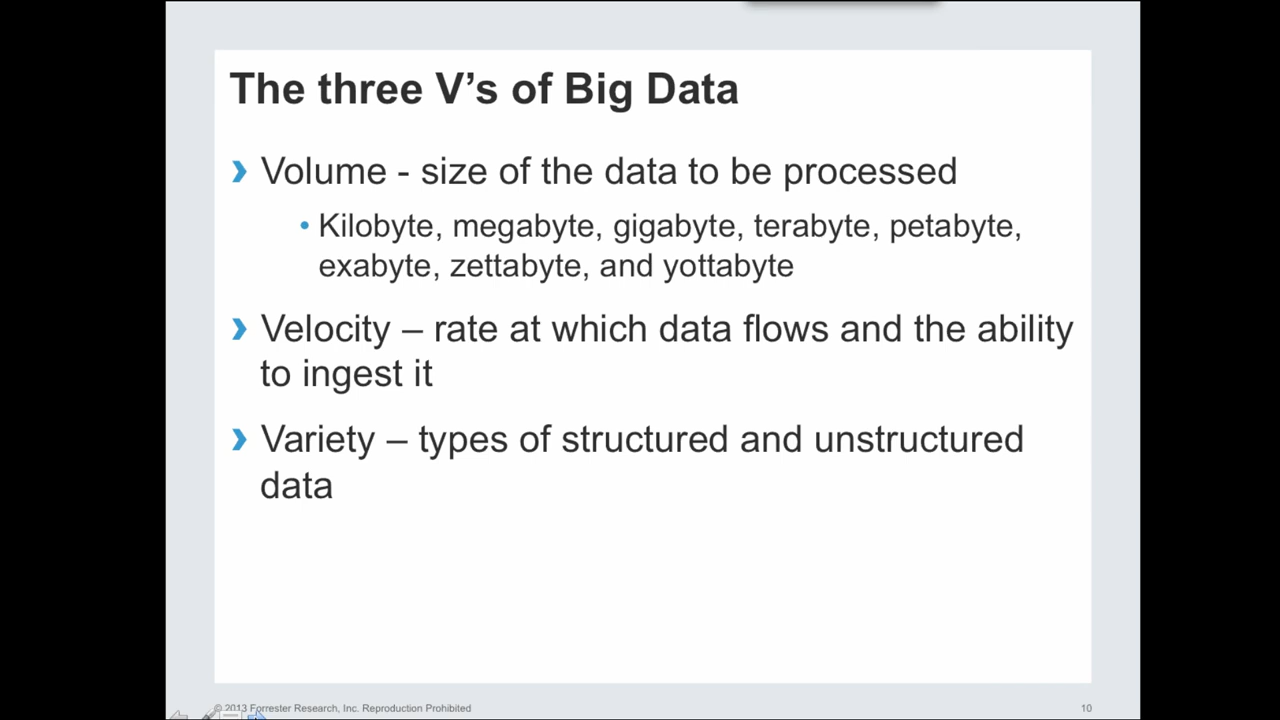 The three V’s of Big Data
› Volume - size of the data to be processed
• Kilobyte, megabyte, gigabyte, terabyte, petabyte,
exabyte, zettabyte, and yottabyte
› Velocity – rate at which data flows and the ability
to ingest it
› Variety – types of structured and unstructured
data
© 2013 Forrester Research, Inc. Reproduction Prohibited
10